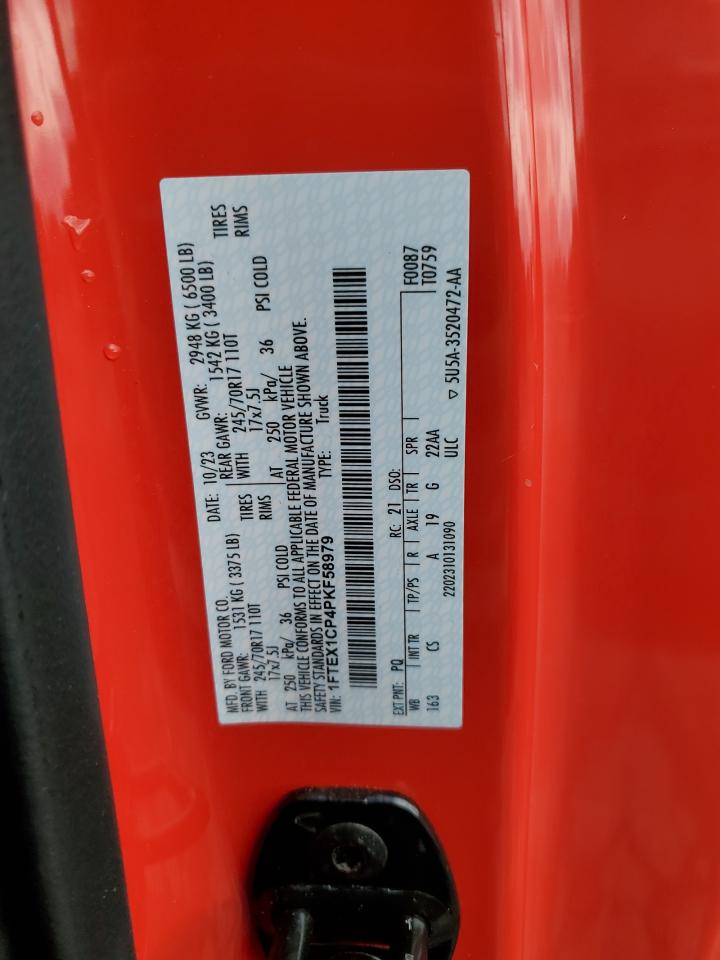 MFD. BY FORD MOTOR CO.
DATE: 10/23 GVWR: 2948 KG ( 6500 LB)
FRONT GAWR: 1531 KG ( 3375 LB) REAR GAWR: 1542 KG ( 3400 LB)
WITH 245/70R17 110T TIRES WITH 245/70R17 110T TIRES
17x7.5J RIMS 17x7.5J RIMS
AT 250 kPa/ 36 PSI COLD AT 250 kPa/ 36 PSI COLD
THIS VEHICLE CONFORMS TO ALL APPLICABLE FEDERAL MOTOR VEHICLE
SAFETY STANDARDS IN EFFECT ON THE DATE OF MANUFACTURE SHOWN ABOVE.
VIN: 1FTEX1CP4PKF58979 TYPE: Truck
EXT PNT: PQ RC: 21 DSO: F0087
WB INT TR TP/PS R AXLE TR SPR T0759
163 CS A 19 G 22AA
2202310131090 ULC ▽ 5U5A-3520472-AA